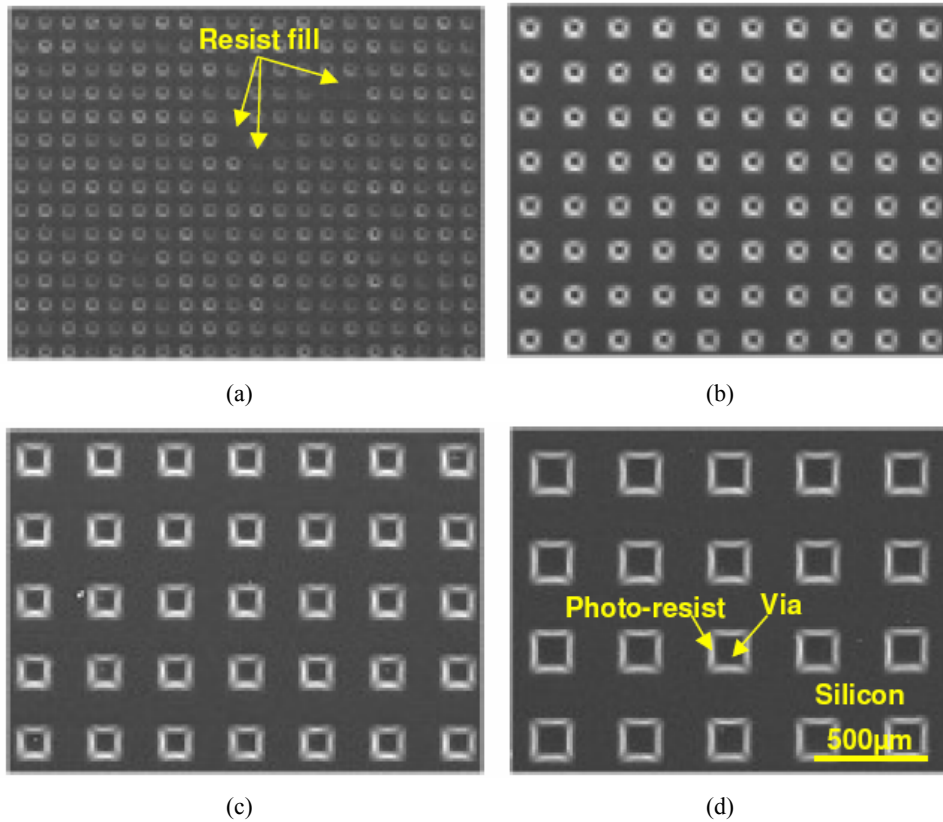 Resist fill
(a)
(b)
Photo-resist
Via
Silicon
500μm
(c)
(d)